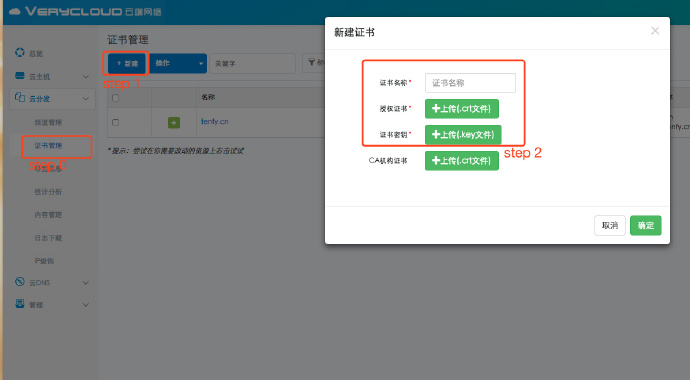 VERYCLOUD 云端网络
总览
云主机
云分发
频道管理
证书管理
统计分析
内容管理
日志下载
IP查询
云DNS
管理
证书管理
+ 新建
操作
关键字
step 1
名称
fenfy.cn
*提示：尝试在你需要改动的资源上右击试试
新建证书
×
证书名称*
证书名称
授权证书*
+上传(.crt文件)
证书密钥*
+上传(.key文件)
step 2
CA机构证书
+上传(.crt文件)
取消
确定